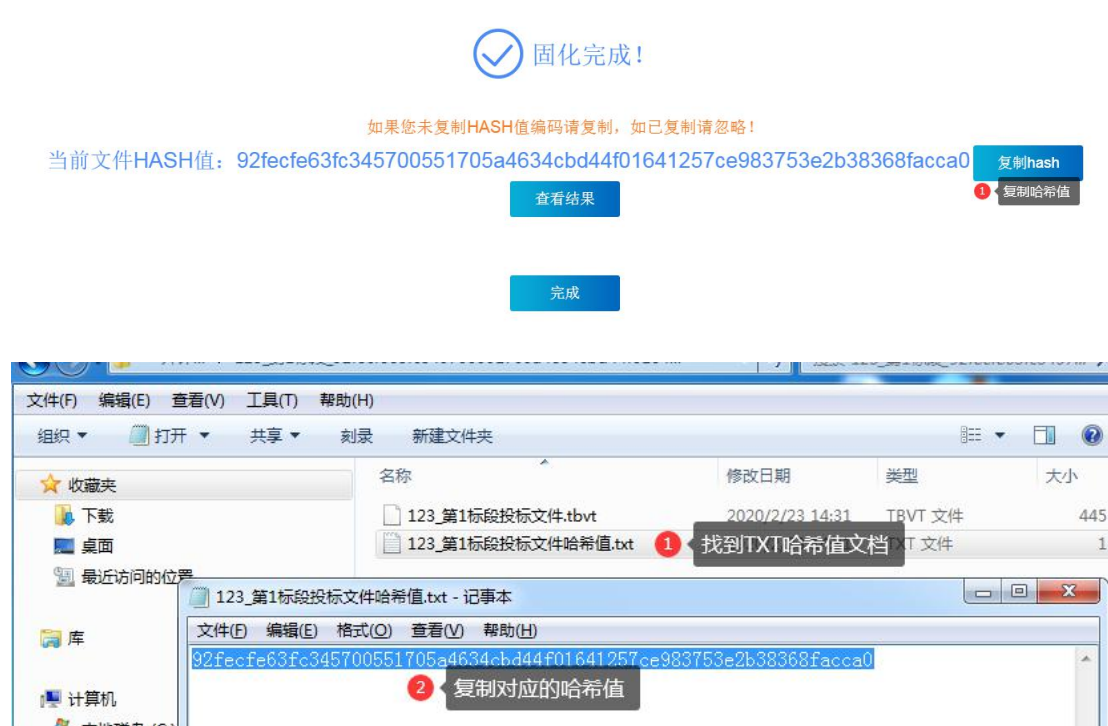 固化完成！
如果您未复制HASH值编码请复制，如已复制请忽略！
当前文件HASH值：92fecfe63fc345700551705a4634cbd44f01641257ce983753e2b38368facca0 复制hash
1 复制哈希值
查看结果
完成
文件(F) 编辑(E) 查看(V) 工具(T) 帮助(H)
组织 打开 共享 刻录 新建文件夹
名称 修改日期 类型 大小
收藏夹
下载
桌面
最近访问的位置
库
计算机
123_第1标段投标文件.tbvt 2020/2/23 14:31 TBVT 文件 445
123_第1标段投标文件哈希值.txt 1 找到TXT哈希值文档 TXT 文件 1
123_第1标段投标文件哈希值.txt - 记事本
文件(F) 编辑(E) 格式(O) 查看(V) 帮助(H)
92fecfe63fc345700551705a4634cbd44f01641257ce983753e2b38368facca0
2 复制对应的哈希值